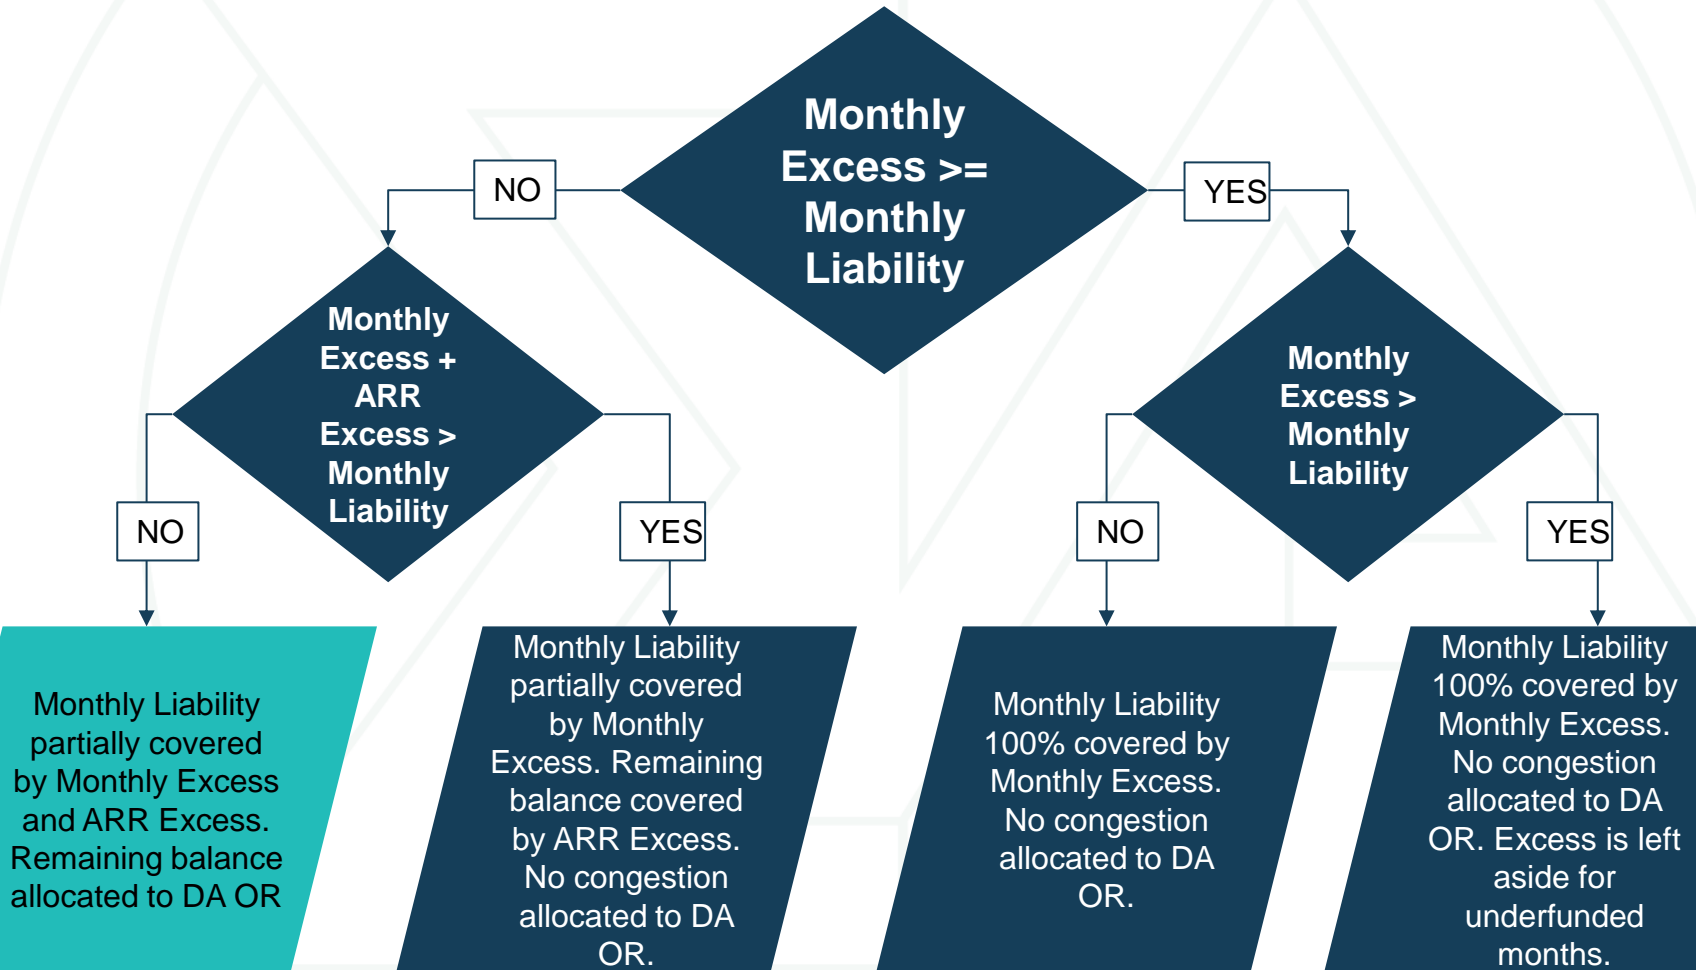 Monthly
Excess >=
Monthly
Liability
NO
YES
Monthly
Excess +
ARR
Excess >
Monthly
Liability
Monthly
Excess >
Monthly
Liability
NO
YES
NO
YES
Monthly Liability
partially covered
by Monthly Excess
and ARR Excess.
Remaining balance
allocated to DA OR
Monthly Liability
partially covered
by Monthly
Excess. Remaining
balance covered
by ARR Excess.
No congestion
allocated to DA
OR.
Monthly Liability
100% covered by
Monthly Excess.
No congestion
allocated to DA
OR.
Monthly Liability
100% covered by
Monthly Excess.
No congestion
allocated to DA
OR. Excess is left
aside for
underfunded
months.